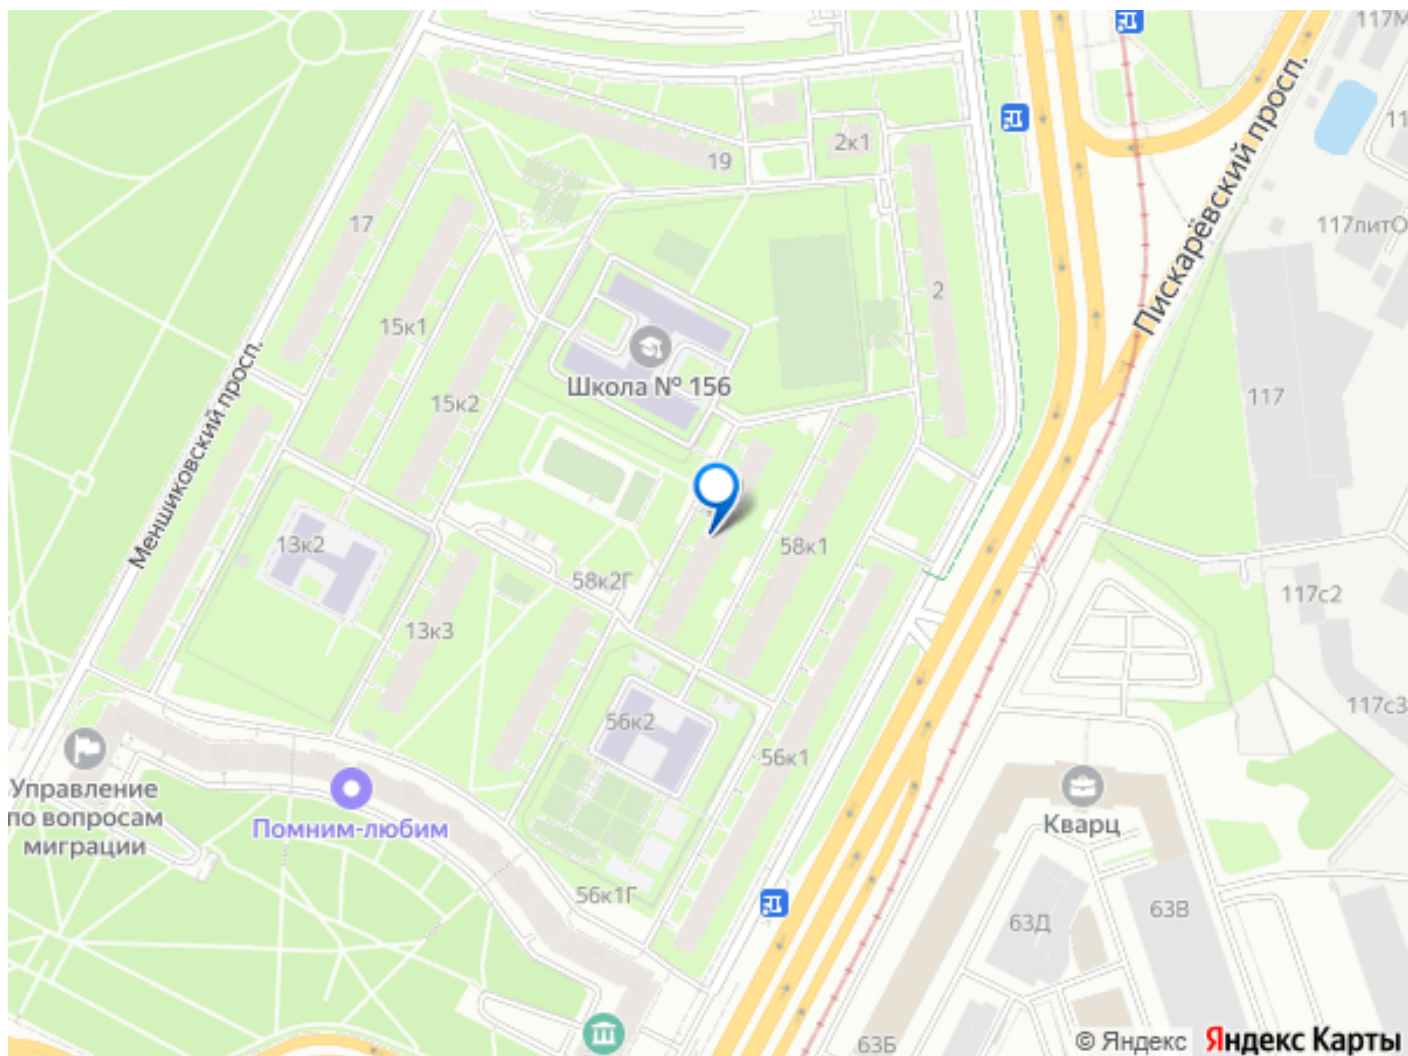 117М
2к1
19
11
17
117литО
Пискарёвский просп.
2
15к1
Школа № 156
15к2
117
Меншиковский просп.
13к2
58к1
58к2Г
117с2
13к3
117с3
56к2
56к1
Управление
по вопросам
миграции
Помним-любим
Кварц
56к1Г
63Д
63В
63Б
© Яндекс
Яндекс Карты